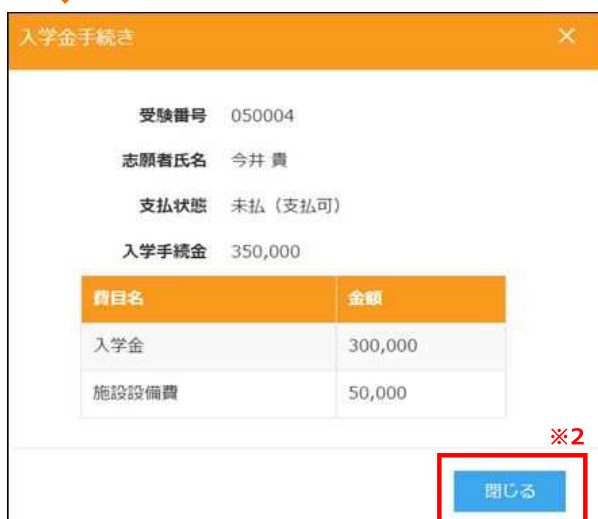 入学金手続き ×
受験番号 050004
志願者氏名 今井 貴
支払状態 未払（支払可）
入学手続金 350,000
費目名 金額
入学金 300,000
施設設備費 50,000
※2
閉じる